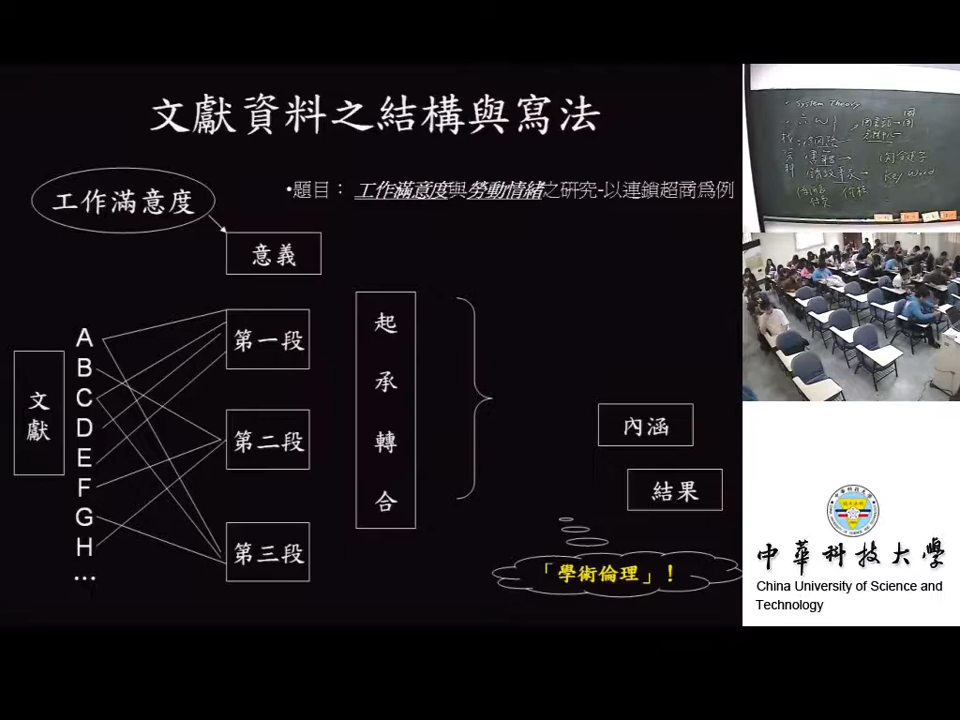 文獻資料之結構與寫法
工作滿意度
•題目： 工作滿意度與勞動情緒之研究-以連鎖超商爲例
意義
文獻
A
B
C
D
E
F
G
H
…
第一段
第二段
第三段
起
承
轉
合
內涵
結果
「學術倫理」！
System Theory
Key Word
中華科技大學
China University of Science and
Technology